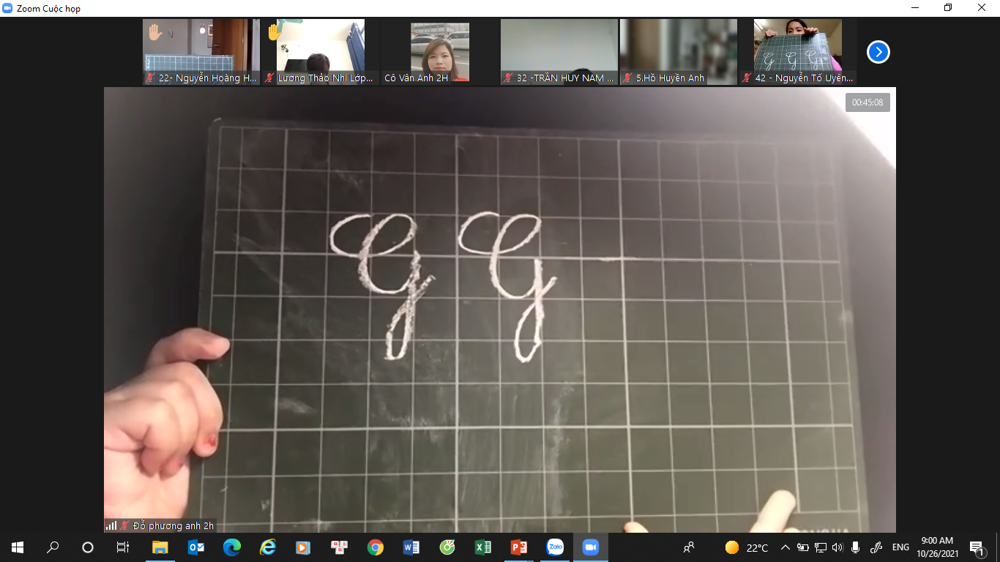 Zoom Cuộc họp
22- Nguyễn Hoàng H...
Lương Thảo Nhi Lớp...
Cô Vân Anh 2H
32 -TRẦN HUY NAM ...
5.Hồ Huyền Anh
42 - Nguyễn Tố Uyên...
G G G
00:45:08
G G
Đỗ phương anh 2h
22°C
ENG
9:00 AM
10/26/2021
1